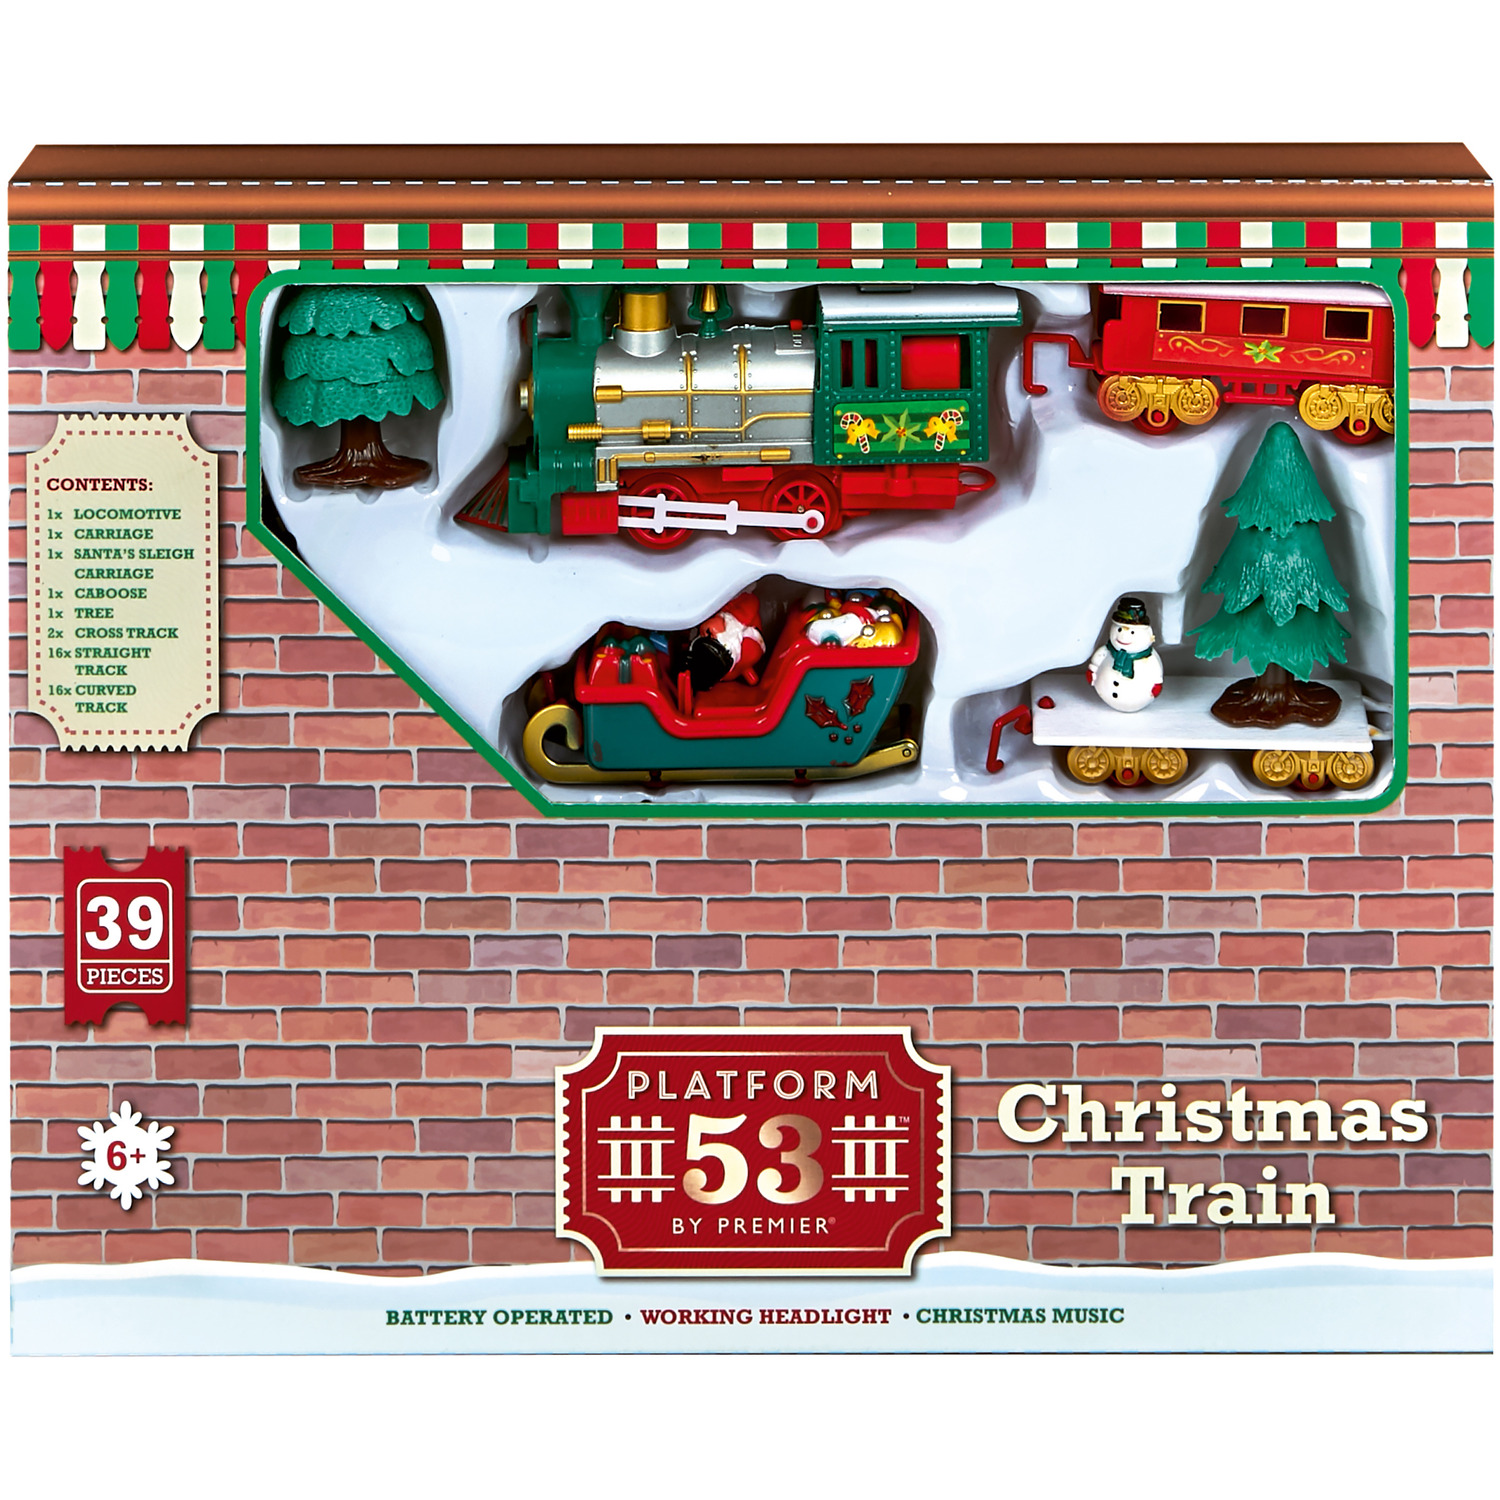 CONTENTS:
1x LOCOMOTIVE
1x CARRIAGE
1x SANTA'S SLEIGH
CARRIAGE
1x CABOOSE
1x TREE
2x CROSS TRACK
16x STRAIGHT
TRACK
16x CURVED
TRACK
39
PIECES
6+
PLATFORM
53™
BY PREMIER®
Christmas
Train
BATTERY OPERATED • WORKING HEADLIGHT • CHRISTMAS MUSIC